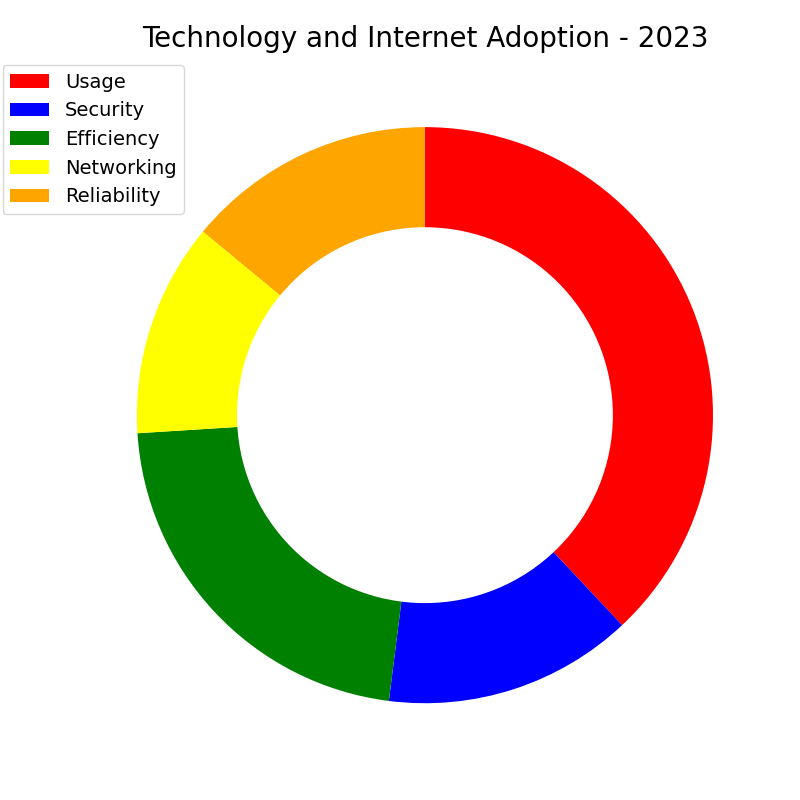 Technology and Internet Adoption - 2023
Usage
Security
Efficiency
Networking
Reliability